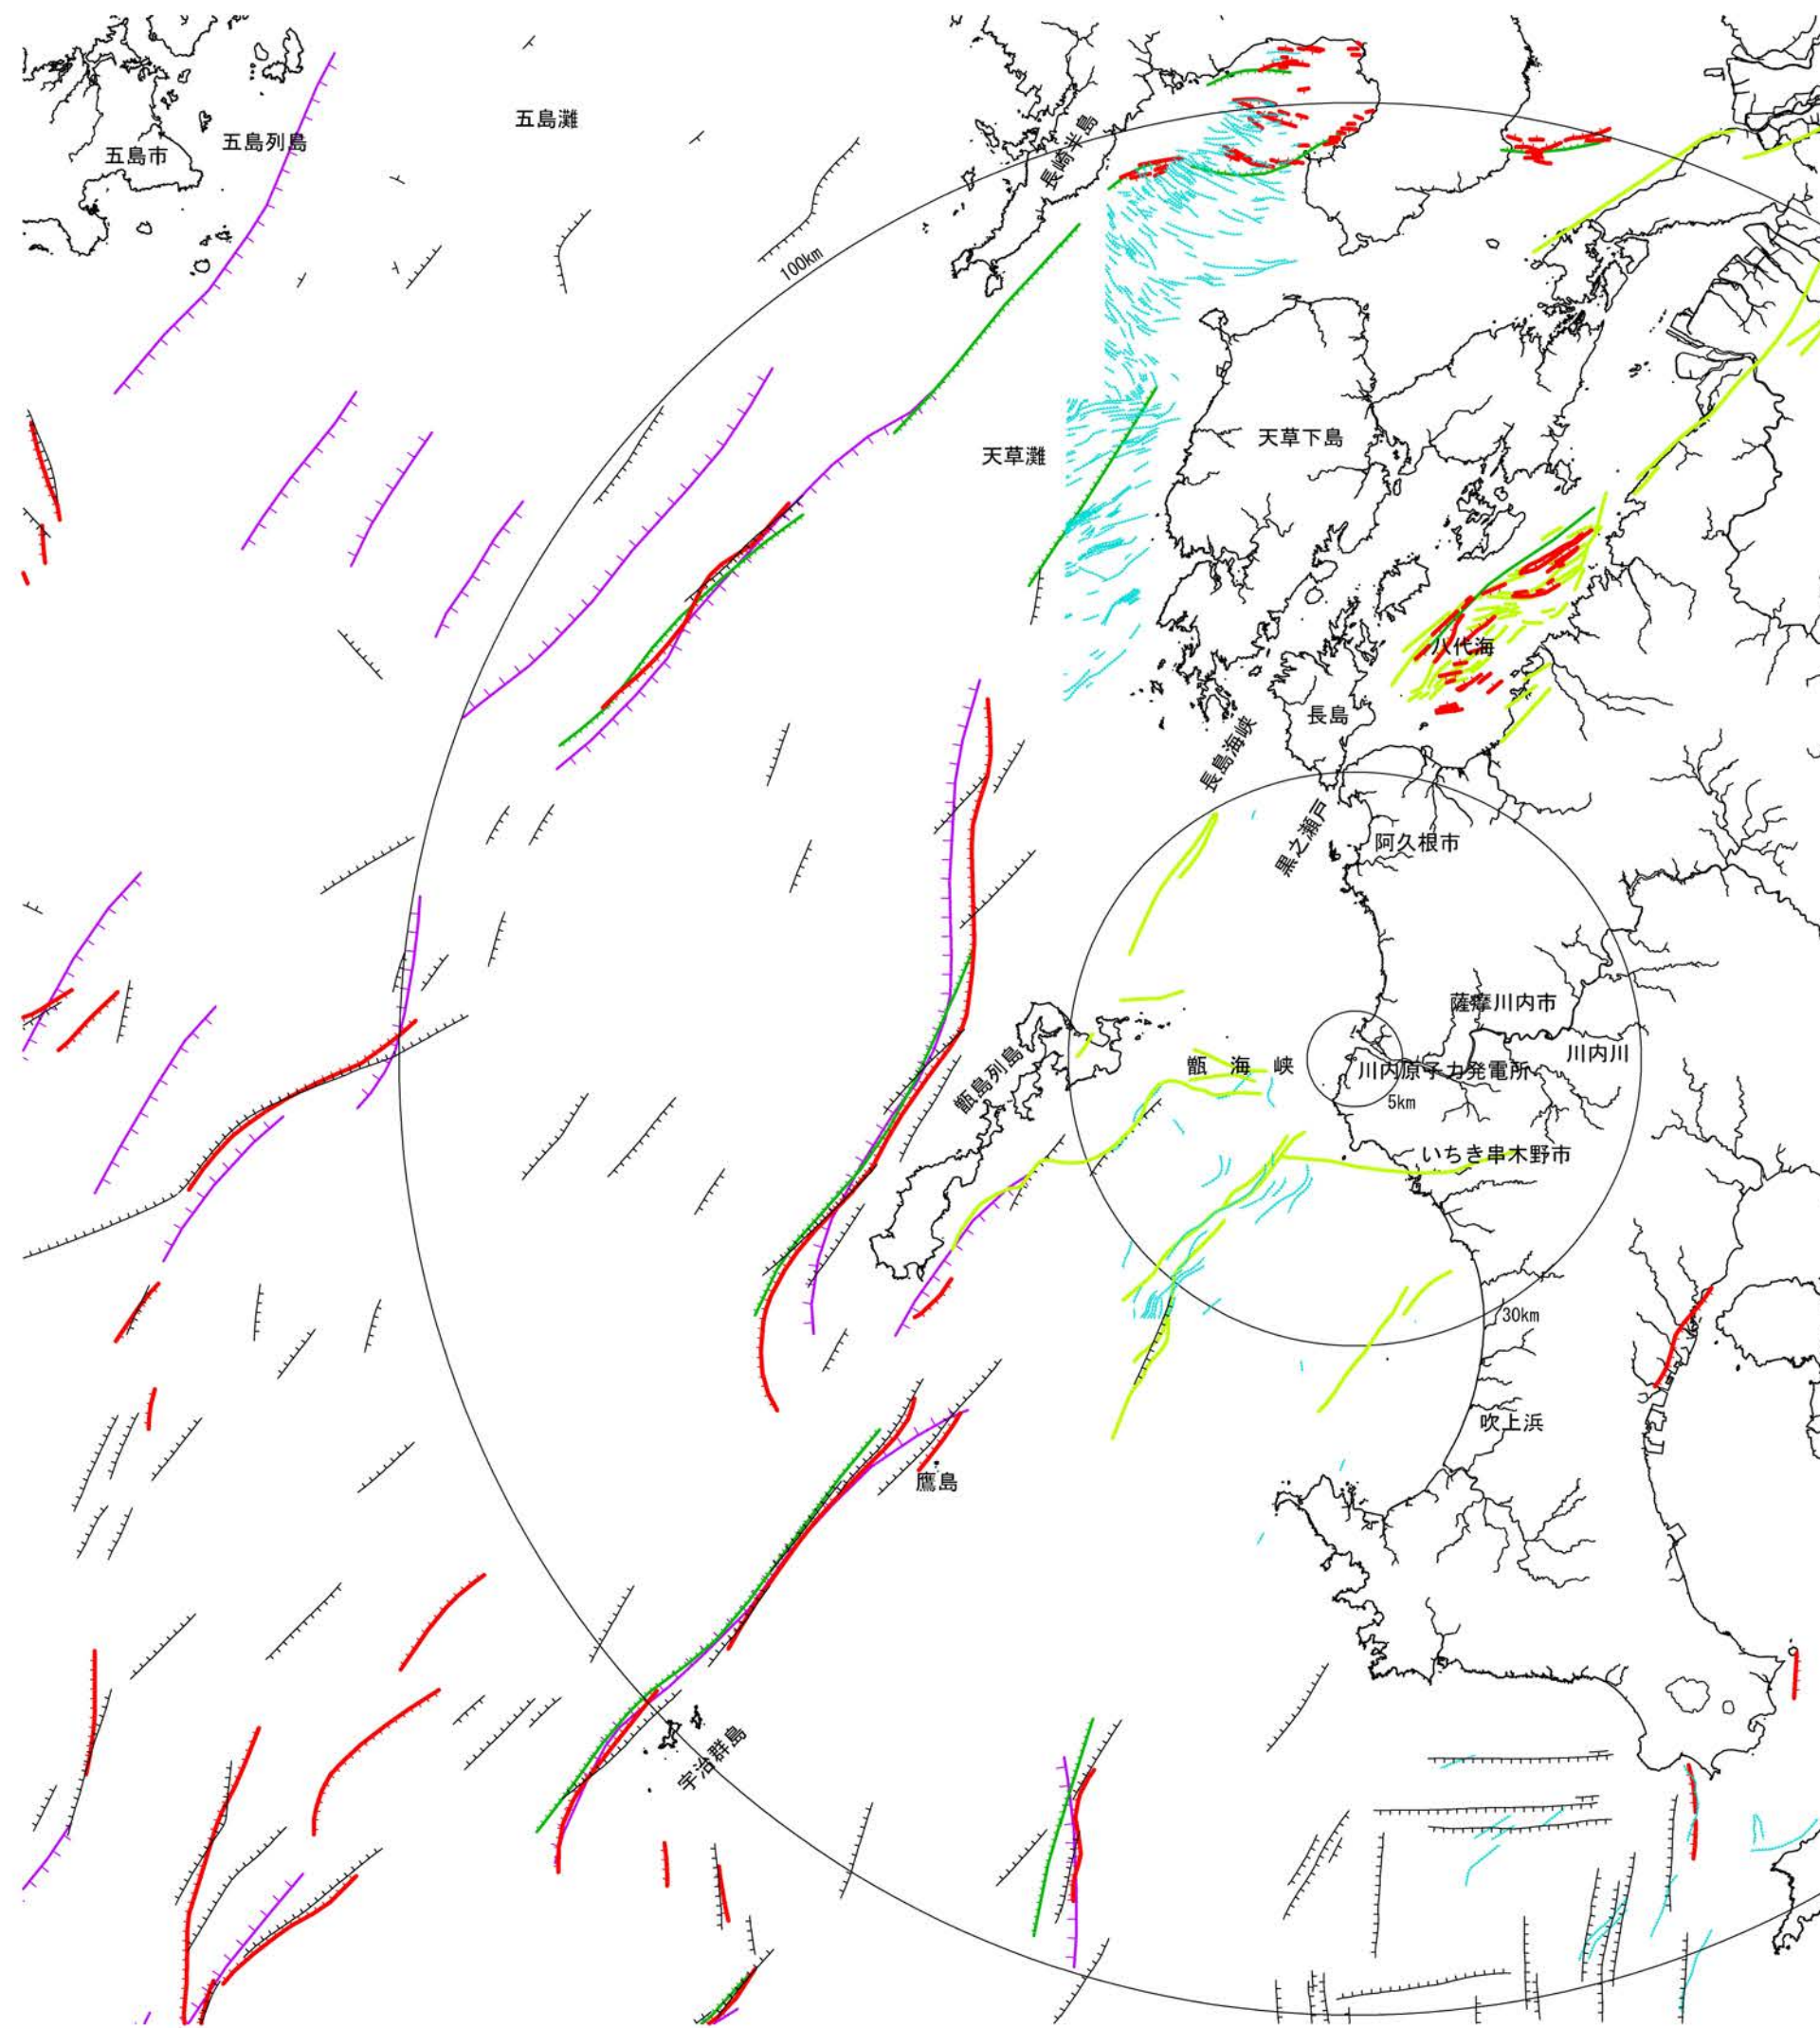 五島灘
五島列島
五島市
長崎半島
100km
天草灘
天草下島
八代海
長島
長島海峡
黒之瀬戸
阿久根市
薩摩川内市
川内川
甑海峡
川内原子力発電所
5km
甑島列島
いちき串木野市
30km
吹上浜
鷹島
宇治群島